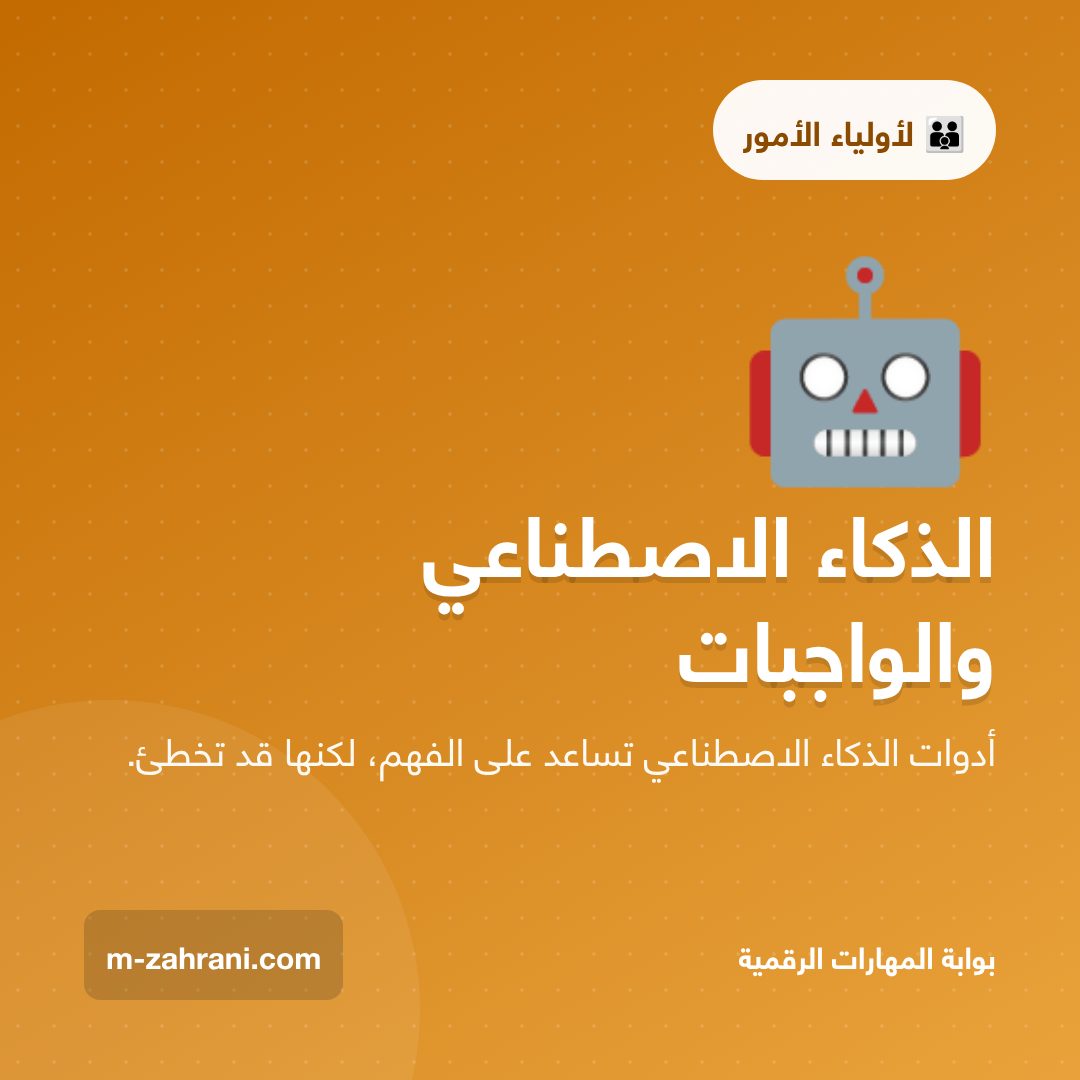 لأولياء الأمور
الذكاء الاصطناعي
والواجبات
أدوات الذكاء الاصطناعي تساعد على الفهم، لكنها قد تخطئ.
بوابة المهارات الرقمية
m-zahrani.com